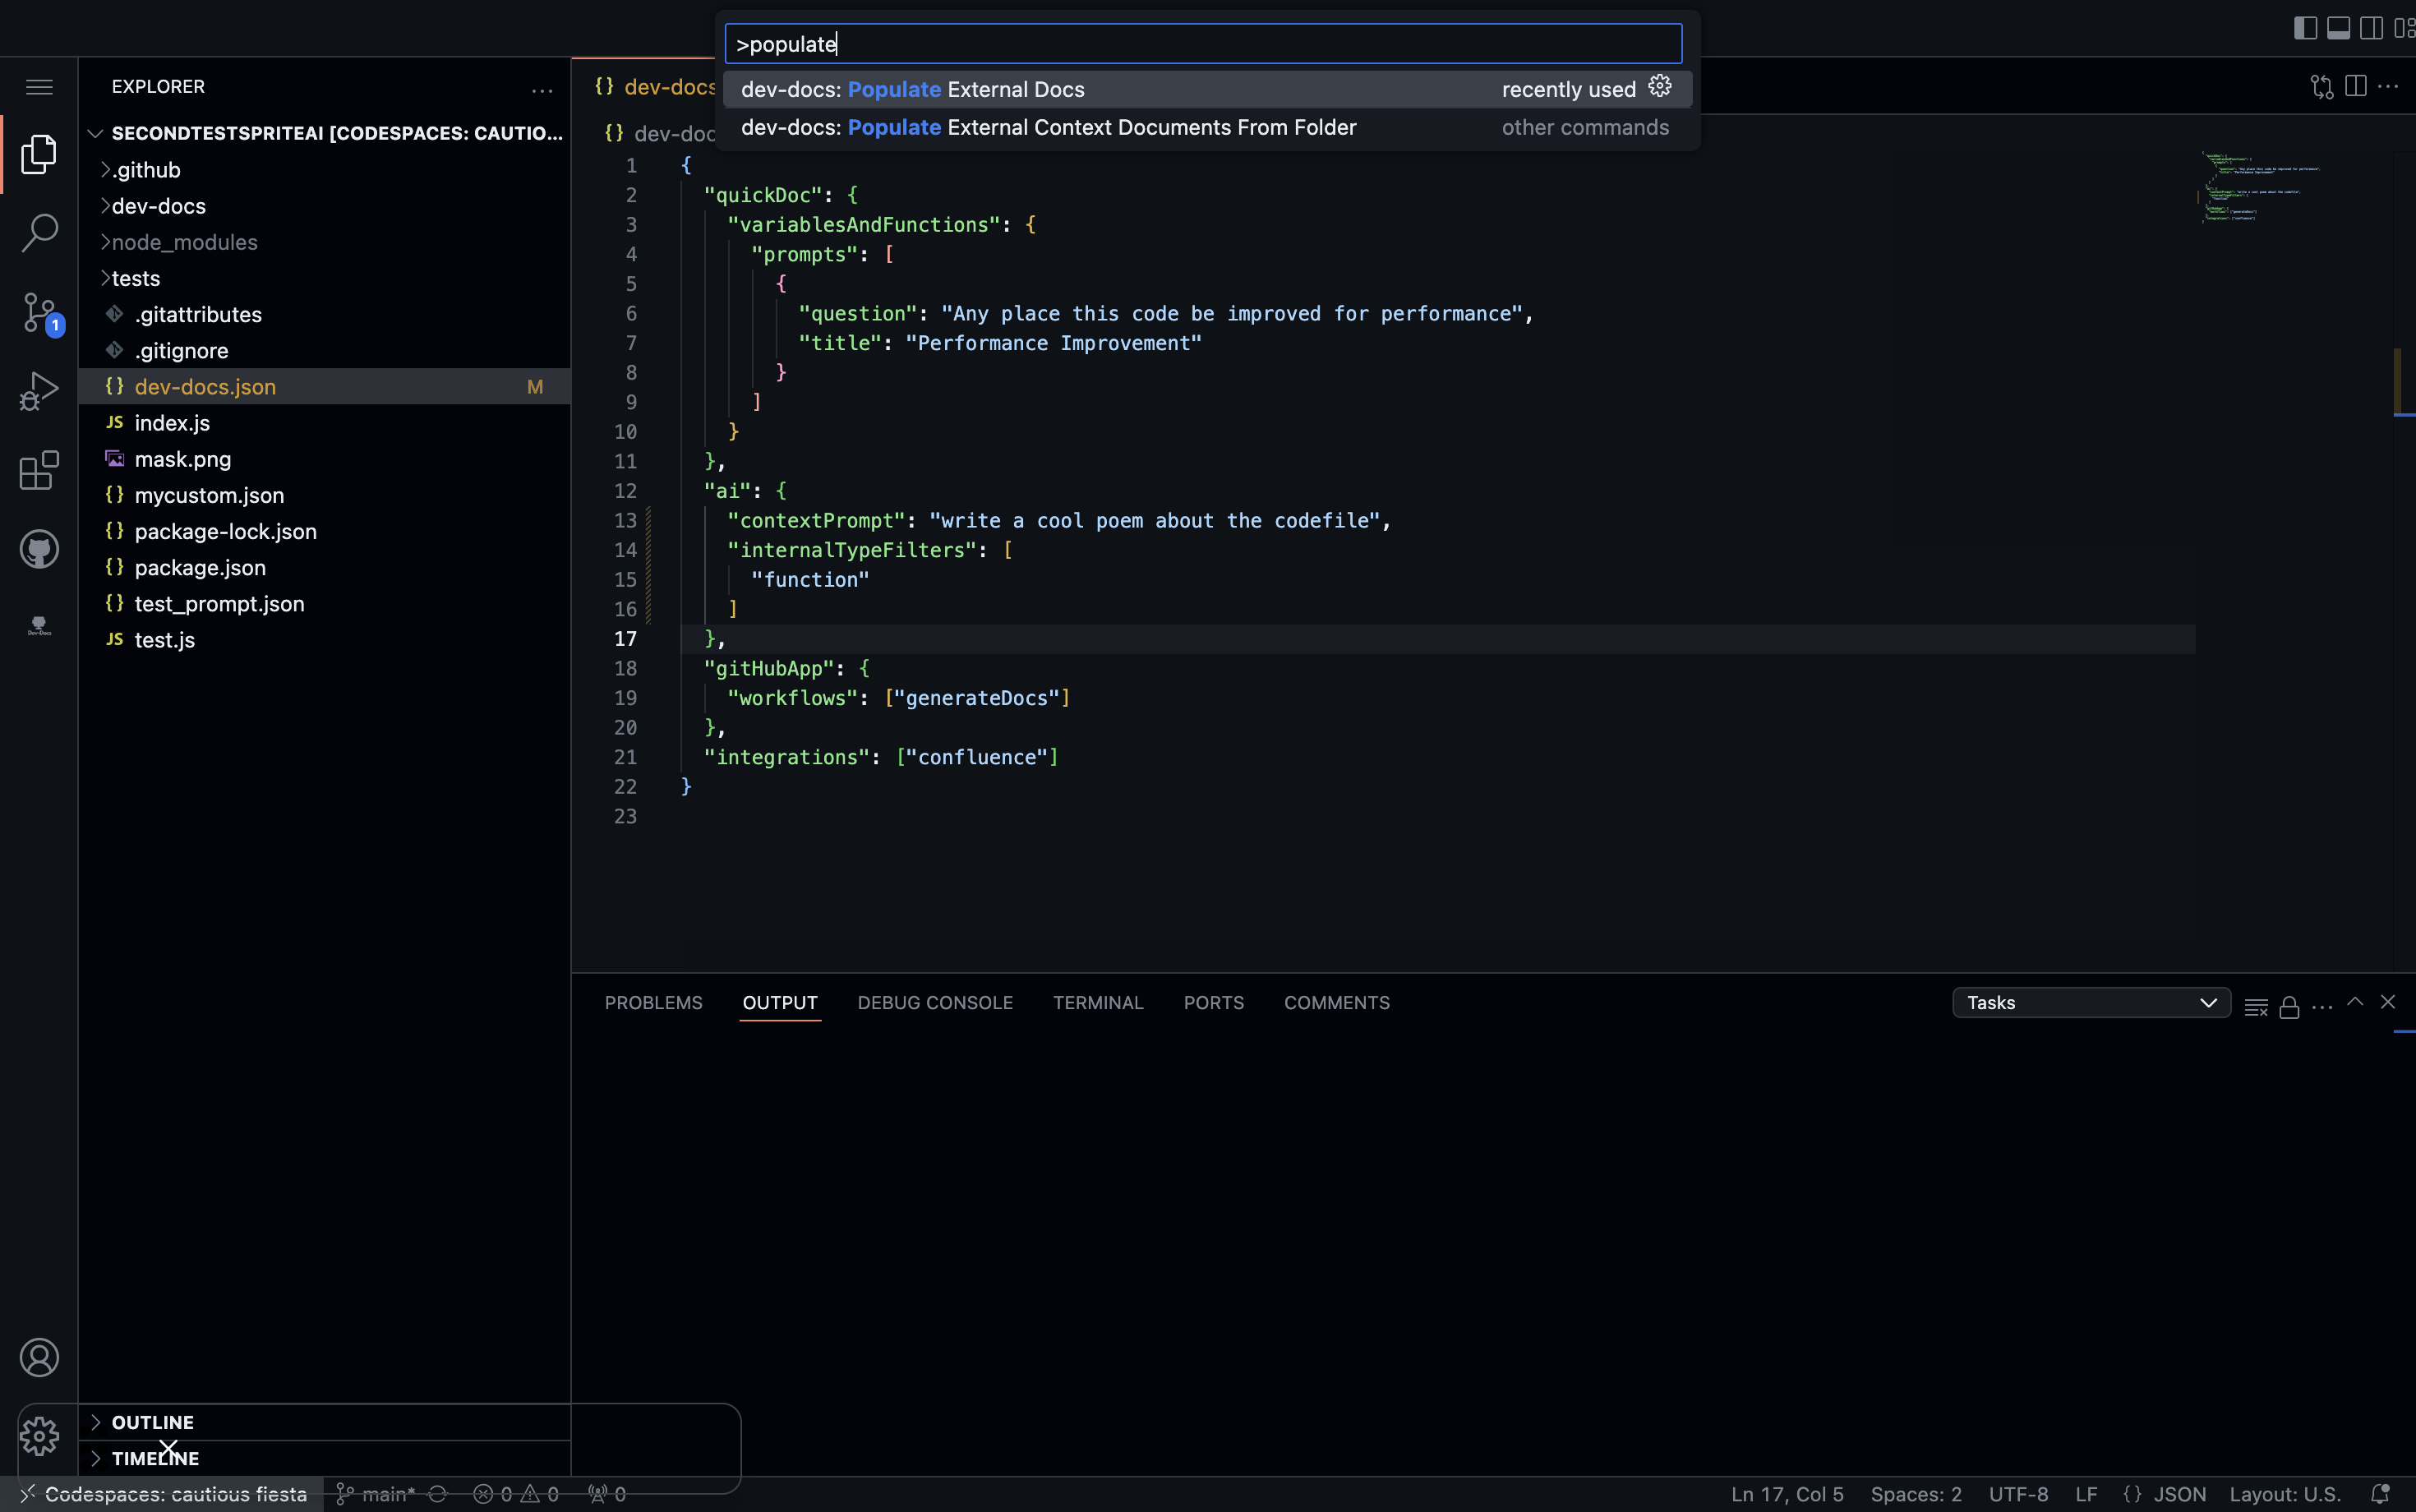 >populate
dev-docs: Populate External Docs recently used
dev-docs: Populate External Context Documents From Folder other commands
EXPLORER
SECONDTESTSPRITEAI [CODESPACES: CAUTIO...
.github
dev-docs
node_modules
tests
.gitattributes
.gitignore
{} dev-docs.json M
JS index.js
mask.png
{} mycustom.json
{} package-lock.json
{} package.json
{} test_prompt.json
JS test.js
1
Dev-Docs
OUTLINE
TIMELINE
{} dev-docs
{} dev-doc
1 {
2 "quickDoc": {
3 "variablesAndFunctions": {
4 "prompts": [
5 {
6 "question": "Any place this code be improved for performance",
7 "title": "Performance Improvement"
8 }
9 ]
10 }
11 },
12 "ai": {
13 "contextPrompt": "write a cool poem about the codefile",
14 "internalTypeFilters": [
15 "function"
16 ]
17 },
18 "gitHubApp": {
19 "workflows": ["generateDocs"]
20 },
21 "integrations": ["confluence"]
22 }
23
PROBLEMS OUTPUT DEBUG CONSOLE TERMINAL PORTS COMMENTS Tasks
Codespaces: cautious fiesta main* 0 0 0 Ln 17, Col 5 Spaces: 2 UTF-8 LF {} JSON Layout: U.S.